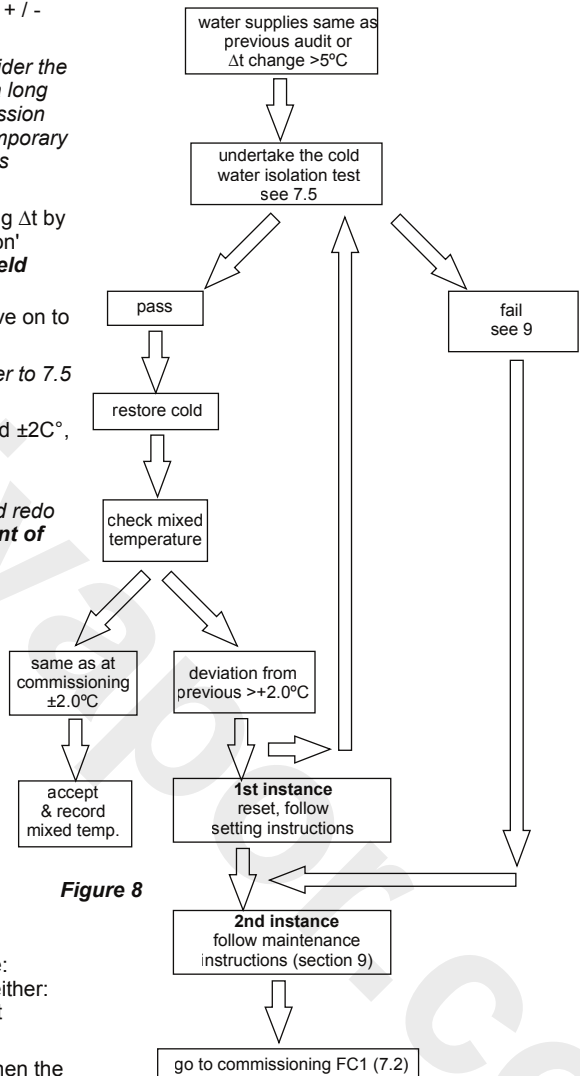 + / -
ider the
long
ssion
mporary
s
g Δt by
on'
eld
ve on to
er to 7.5
d ±2C°,
d redo
nt of
e:
either:
t
hen the
water supplies same as
previous audit or
Δt change >5ºC
undertake the cold
water isolation test
see 7.5
pass
fail
see 9
restore cold
check mixed
temperature
same as at
commissioning
±2.0ºC
deviation from
previous >+2.0ºC
accept
& record
mixed temp.
1st instance
reset, follow
setting instructions
Figure 8
2nd instance
follow maintenance
instructions (section 9)
go to commissioning FC1 (7.2)